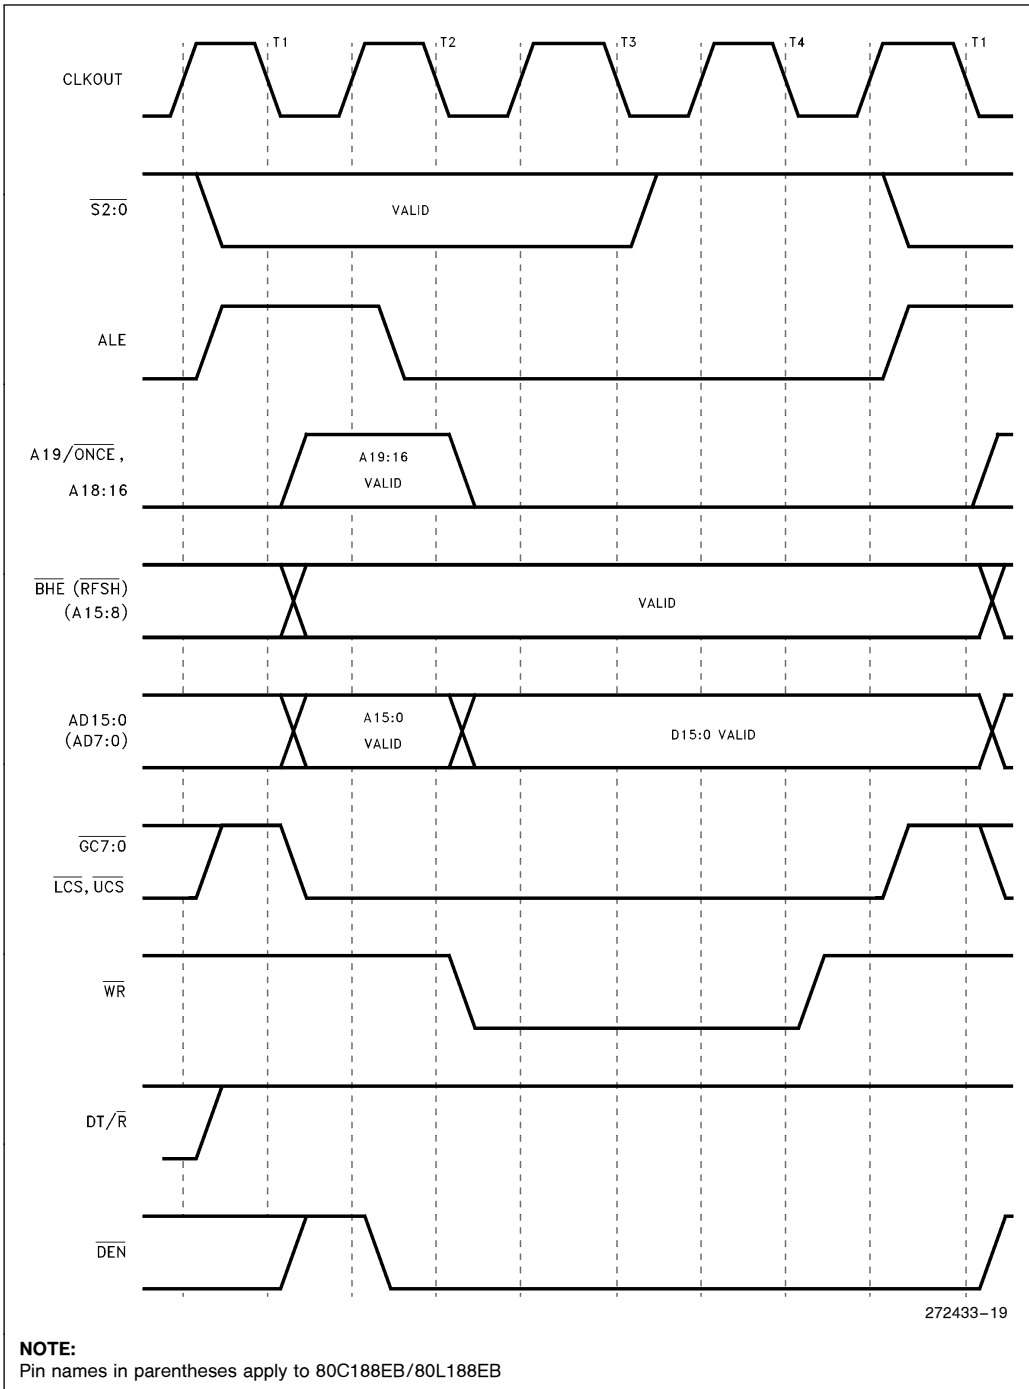 T1 T2 T3 T4 T1
CLKOUT
S2:0
VALID
ALE
A19/ONCE,
A18:16
A19:16
VALID
BHE (RFSH)
(A15:8)
VALID
AD15:0
(AD7:0)
A15:0
VALID
D15:0 VALID
GC7:0
LCS, UCS
WR
DT/R
DEN
272433–19
NOTE:
Pin names in parentheses apply to 80C188EB/80L188EB